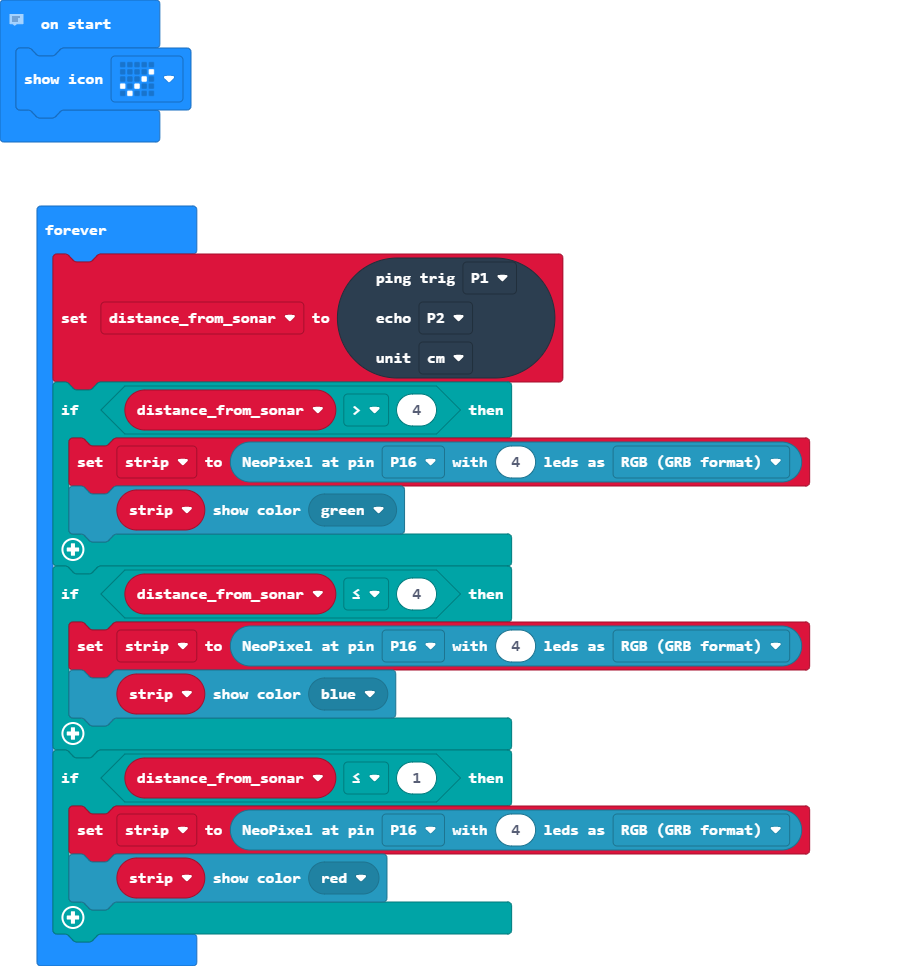 on start
show icon
forever
set distance_from_sonar to
ping trig P1
echo P2
unit cm
if distance_from_sonar > 4 then
set strip to NeoPixel at pin P16 with 4 leds as RGB (GRB format)
strip show color green
if distance_from_sonar ≤ 4 then
set strip to NeoPixel at pin P16 with 4 leds as RGB (GRB format)
strip show color blue
if distance_from_sonar ≤ 1 then
set strip to NeoPixel at pin P16 with 4 leds as RGB (GRB format)
strip show color red